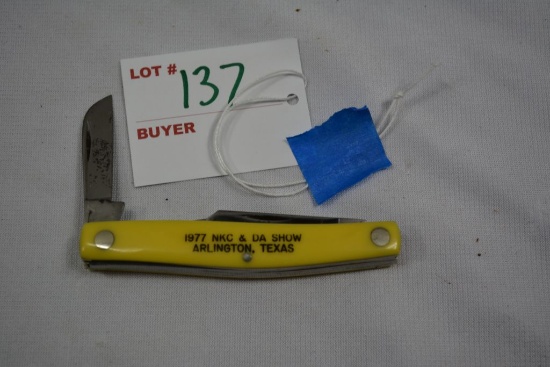 LOT # 137
BUYER
1977 NKC & DA SHOW
ARLINGTON, TEXAS